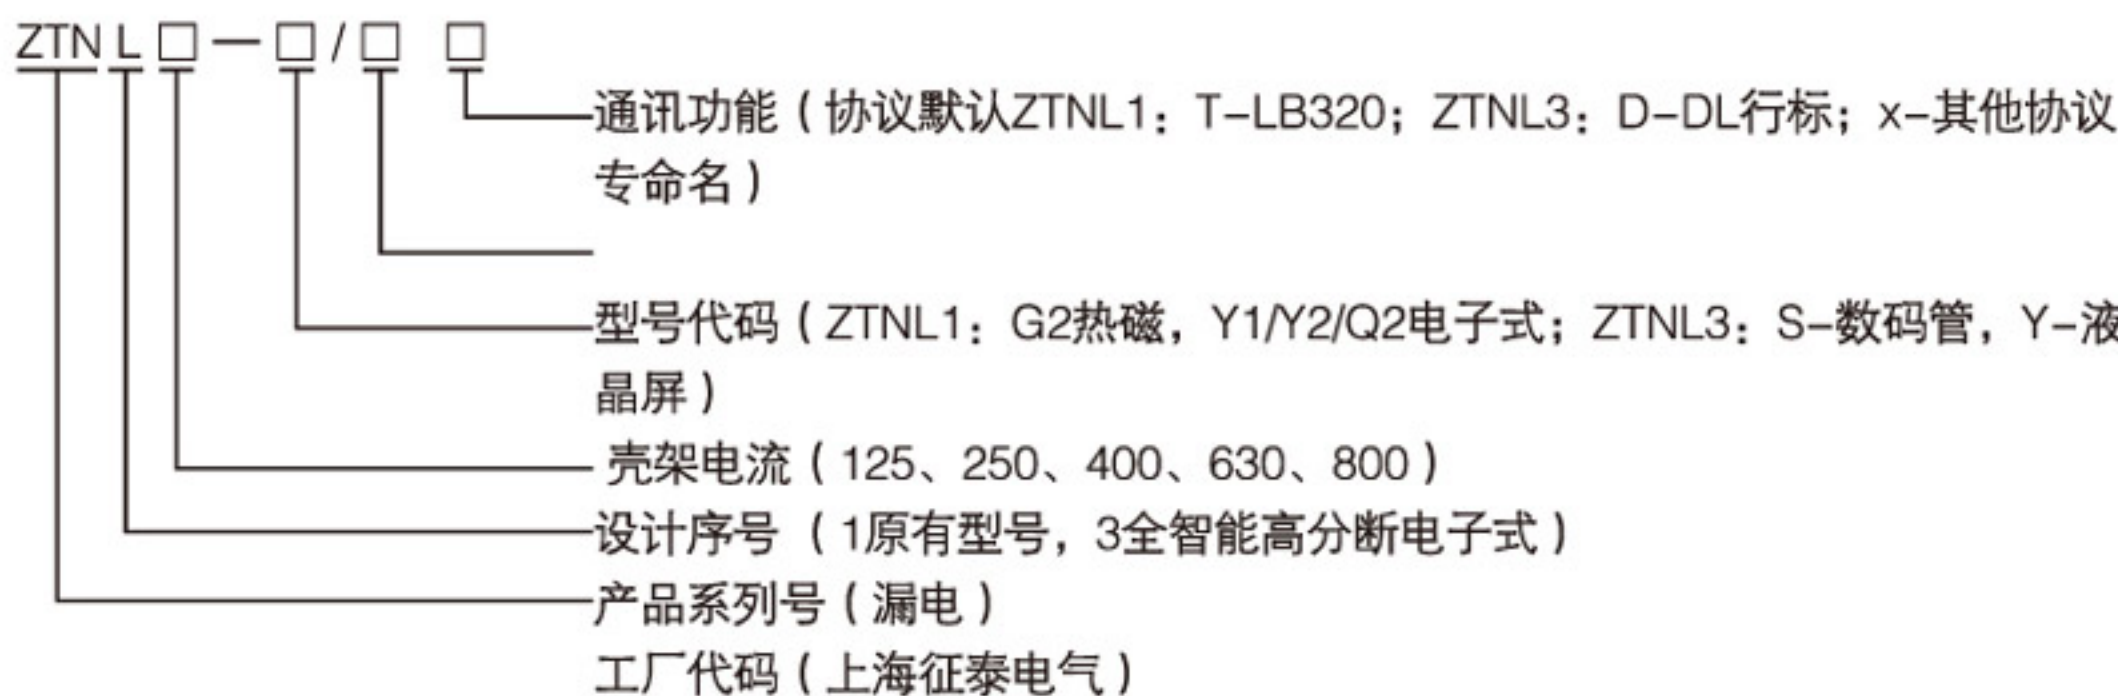 ZTN L □ — □ / □ □
通讯功能（协议默认ZTNL1：T-LB320；ZTNL3：D-DL行标；x-其他协议
专命名）
型号代码（ZTNL1：G2热磁，Y1/Y2/Q2电子式；ZTNL3：S-数码管，Y-液
晶屏）
壳架电流（125、250、400、630、800）
设计序号（1原有型号，3全智能高分断电子式）
产品系列号（漏电）
工厂代码（上海征泰电气）